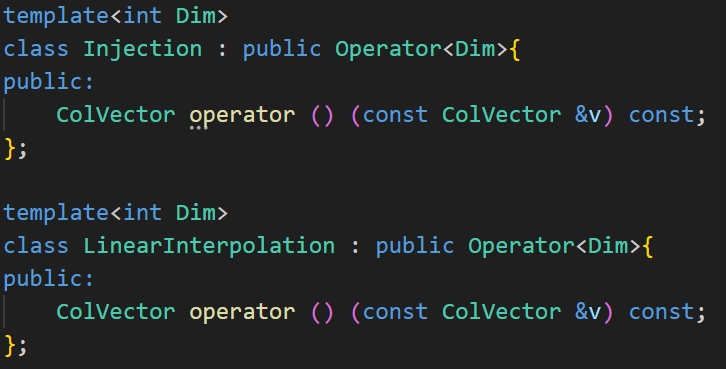 template<int Dim>
class Injection : public Operator<Dim>{
public:
    ColVector operator () (const ColVector &v) const;
};

template<int Dim>
class LinearInterpolation : public Operator<Dim>{
public:
    ColVector operator () (const ColVector &v) const;
};